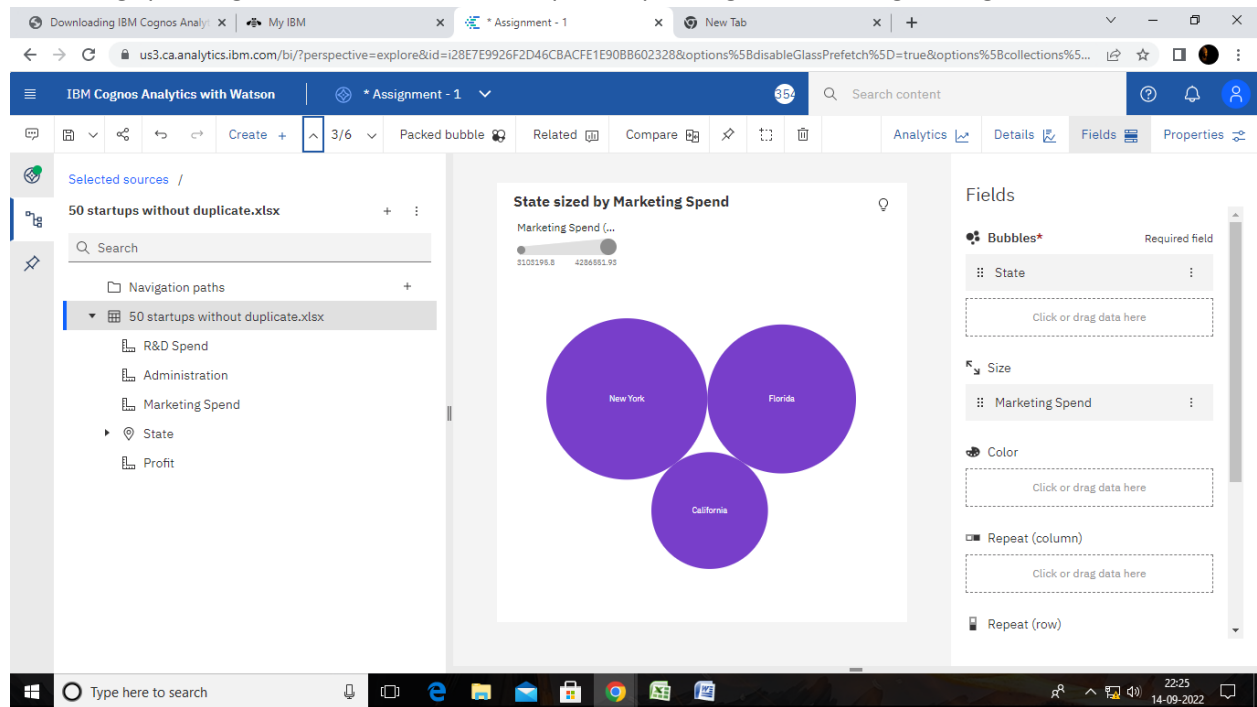 Downloading IBM Cognos Analyt
My IBM
* Assignment - 1
New Tab
us3.ca.analytics.ibm.com/bi/?perspective=explore&id=i28E7E9926F2D46CBACFE1E90BB602328&options%5BdisableGlassPrefetch%5D=true&options%5Bcollections%5...
IBM Cognos Analytics with Watson
* Assignment - 1
354
Search content
Create +
3/6
Packed bubble
Related
Compare
Analytics
Details
Fields
Properties
Selected sources /
50 startups without duplicate.xlsx
Search
Navigation paths
50 startups without duplicate.xlsx
R&D Spend
Administration
Marketing Spend
State
Profit
State sized by Marketing Spend
Marketing Spend (...
3103195.8 4286851.93
New York
Florida
California
Fields
Bubbles*
Required field
State
Click or drag data here
Size
Marketing Spend
Color
Click or drag data here
Repeat (column)
Click or drag data here
Repeat (row)
Type here to search
22:25
14-09-2022